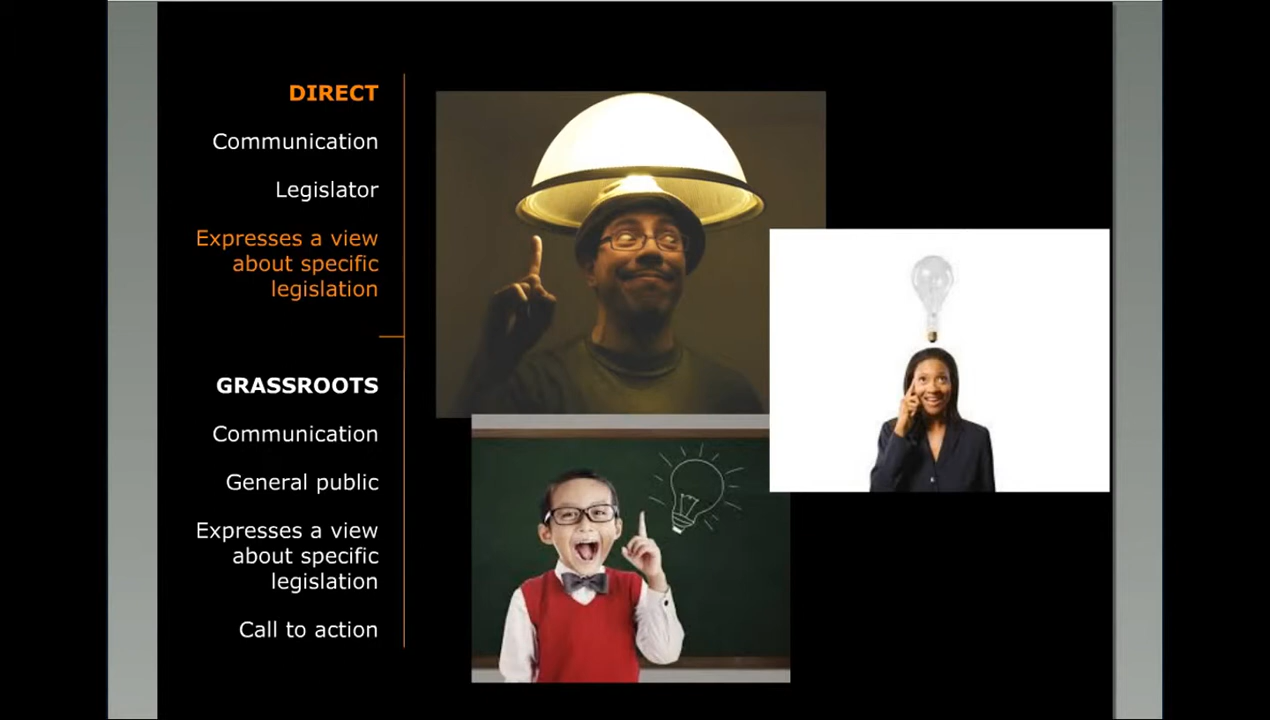 DIRECT
Communication
Legislator
Expresses a view
about specific
legislation
GRASSROOTS
Communication
General public
Expresses a view
about specific
legislation
Call to action